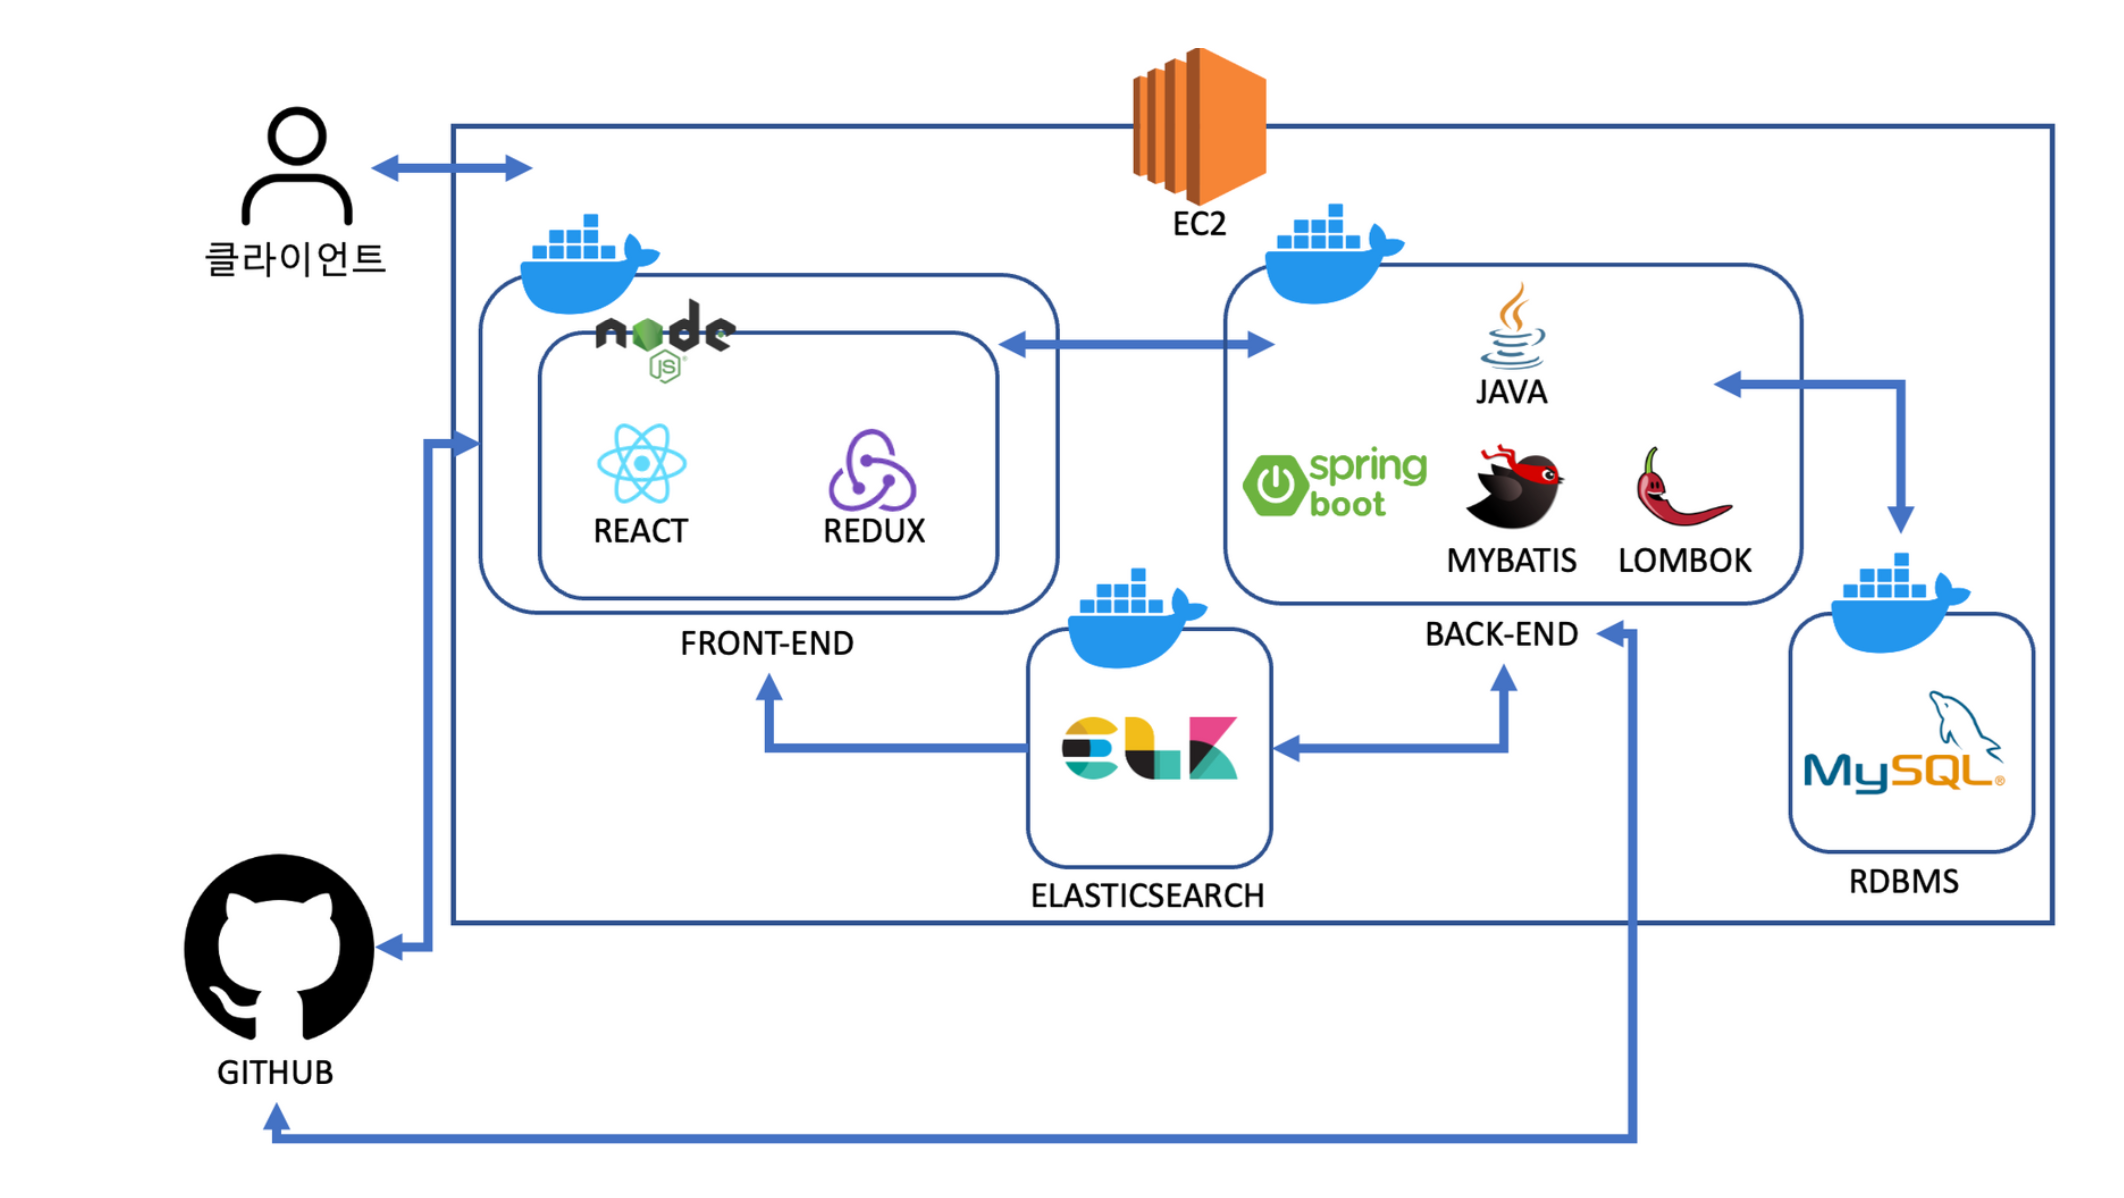 EC2
클라이언트
node
JS
JAVA
REACT
REDUX
spring
boot
MYBATIS
LOMBOK
FRONT-END
BACK-END
ELK
MySQL®
ELASTICSEARCH
RDBMS
GITHUB